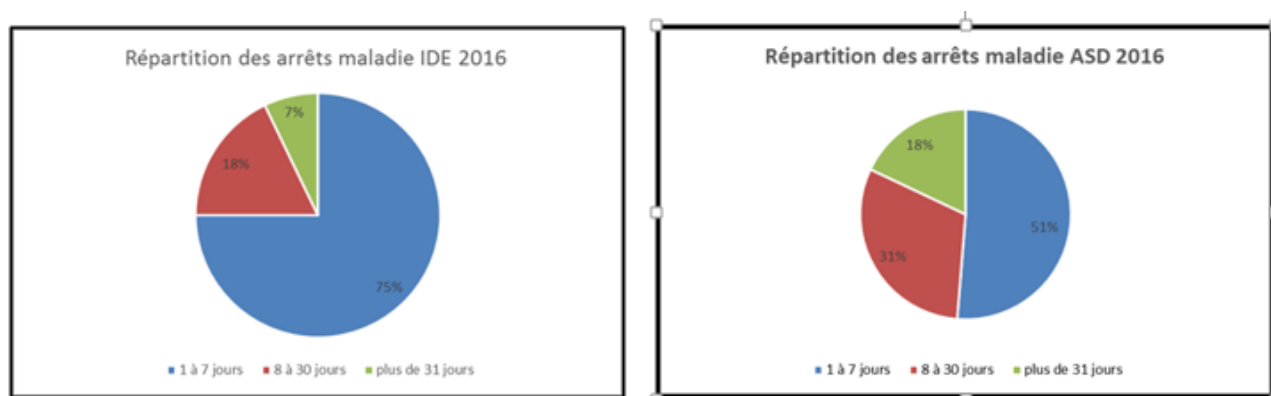 Répartition des arrêts maladie IDE 2016
7%
18%
75%
1 à 7 jours 8 à 30 jours plus de 31 jours
Répartition des arrêts maladie ASD 2016
18%
51%
31%
1 à 7 jours 8 à 30 jours plus de 31 jours